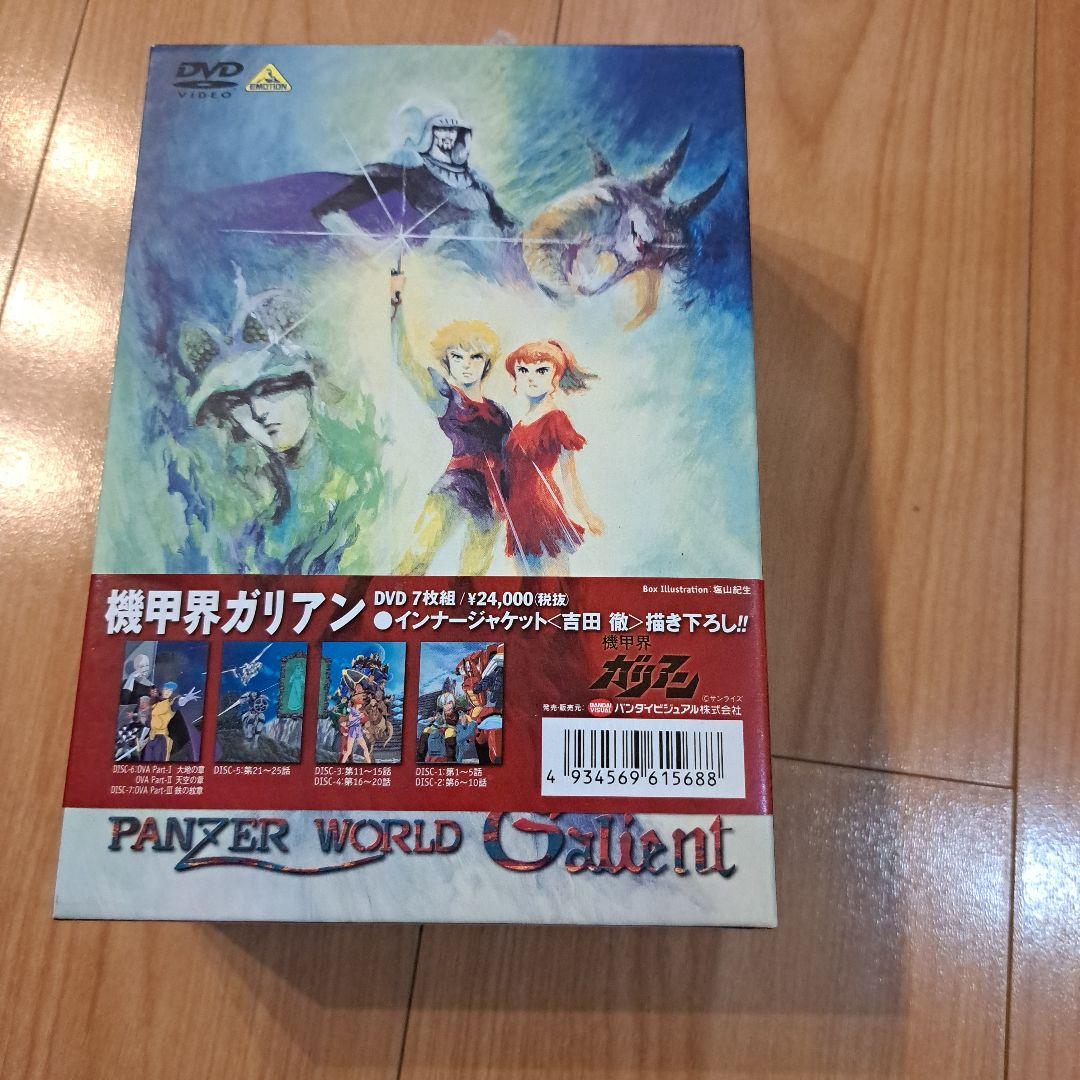 DVD
VIDEO
EMOTION
Box Illustration：塩山紀生
機甲界ガリアン
DVD 7枚組/¥24,000(税抜)
●インナージャケット<吉田 徹>描き下ろし!!
機甲界
ガリアン
©サンライズ
発売・販売元：BANDAI VISUAL バンダイビジュアル株式会社
DISC-6:OVA Part-Ⅰ 大地の章
OVA Part-Ⅱ 天空の章
DISC-7:OVA Part-Ⅲ 鉄の紋章
DISC-5:第21〜25話
DISC-3:第11〜15話
DISC-4:第16〜20話
DISC-1:第1〜5話
DISC-2:第6〜10話
4 934569 615688
PANZER WORLD Galient